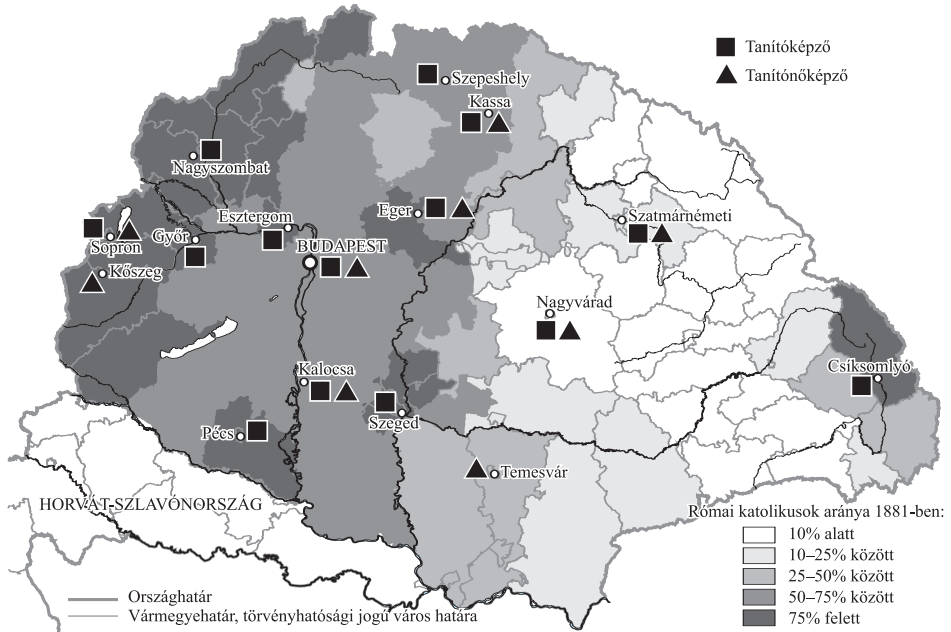 Tanítóképző
Tanítónőképző
Szepeshely
Kassa
Nagyszombat
Eger
Szatmárnémeti
Esztergom
Győr
Sopron
BUDAPEST
Kőszeg
Nagyvárad
Csíksomlyó
Kalocsa
Szeged
Pécs
Temesvár
HORVÁT-SZLAVÓNORSZÁG
Római katolikusok aránya 1881-ben:
10% alatt
10–25% között
25–50% között
50–75% között
75% felett
Országhatár
Vármegyehatár, törvényhatósági jogú város határa